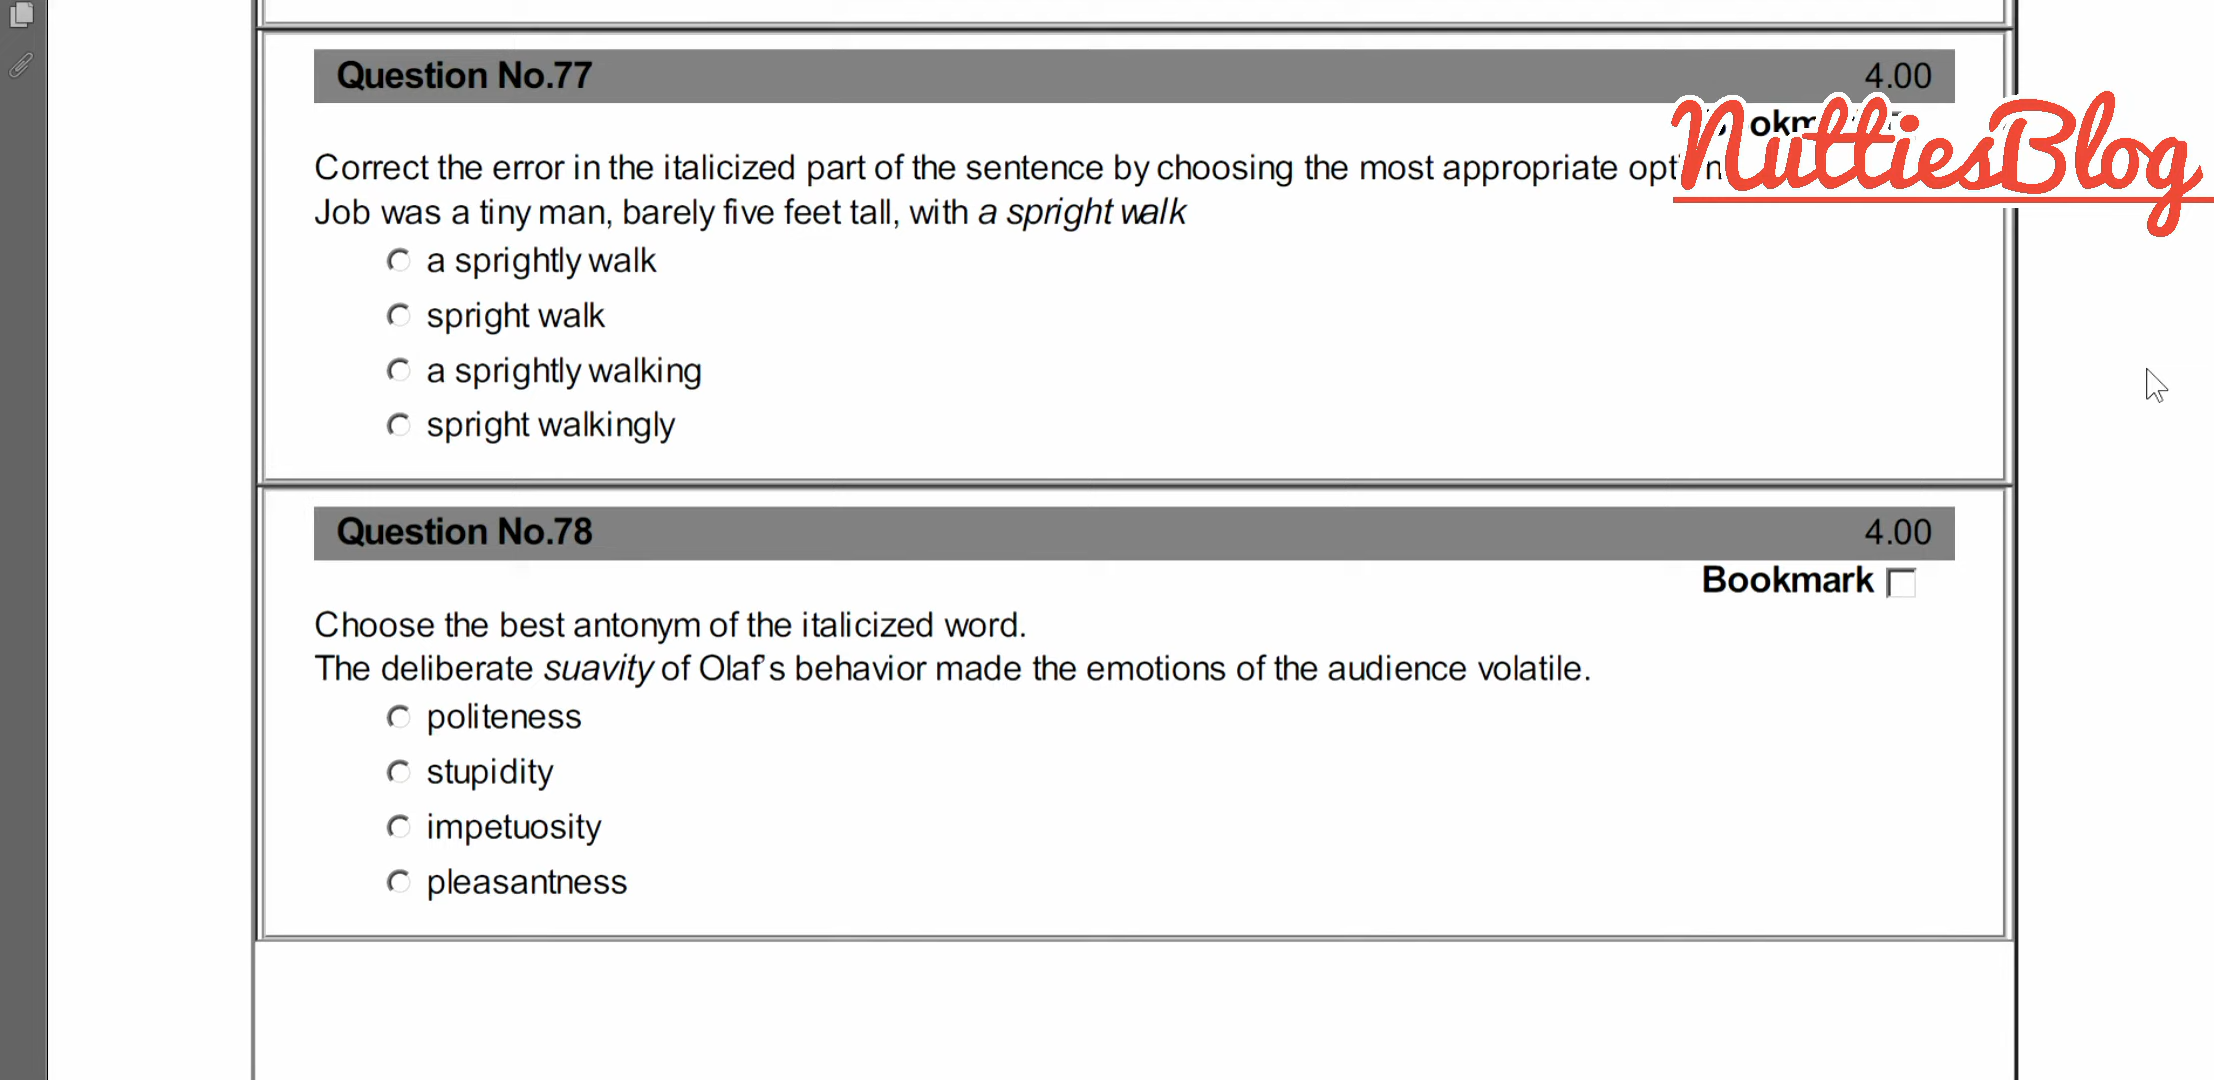 Question No.77 4.00
NuttiesBlog
Correct the error in the italicized part of the sentence by choosing the most appropriate
Job was a tiny man, barely five feet tall, with a spright walk
a sprightly walk
spright walk
a sprightly walking
spright walkingly
Question No.78 4.00
Bookmark
Choose the best antonym of the italicized word.
The deliberate suavity of Olaf's behavior made the emotions of the audience volatile.
politeness
stupidity
impetuosity
pleasantness